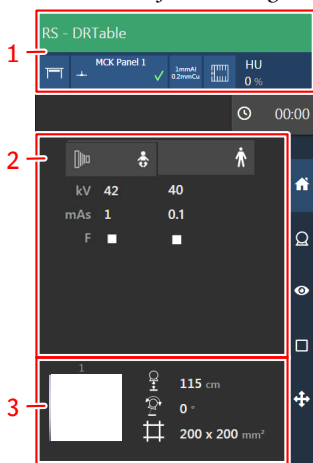 RS - DRTable
1
MCK Panel 1
1mmAl
0.2mmCu
HU
0 %
00:00
2
kV 42 40
mAs 1 0.1
F
1
3
115 cm
0 °
200 x 200 mm²